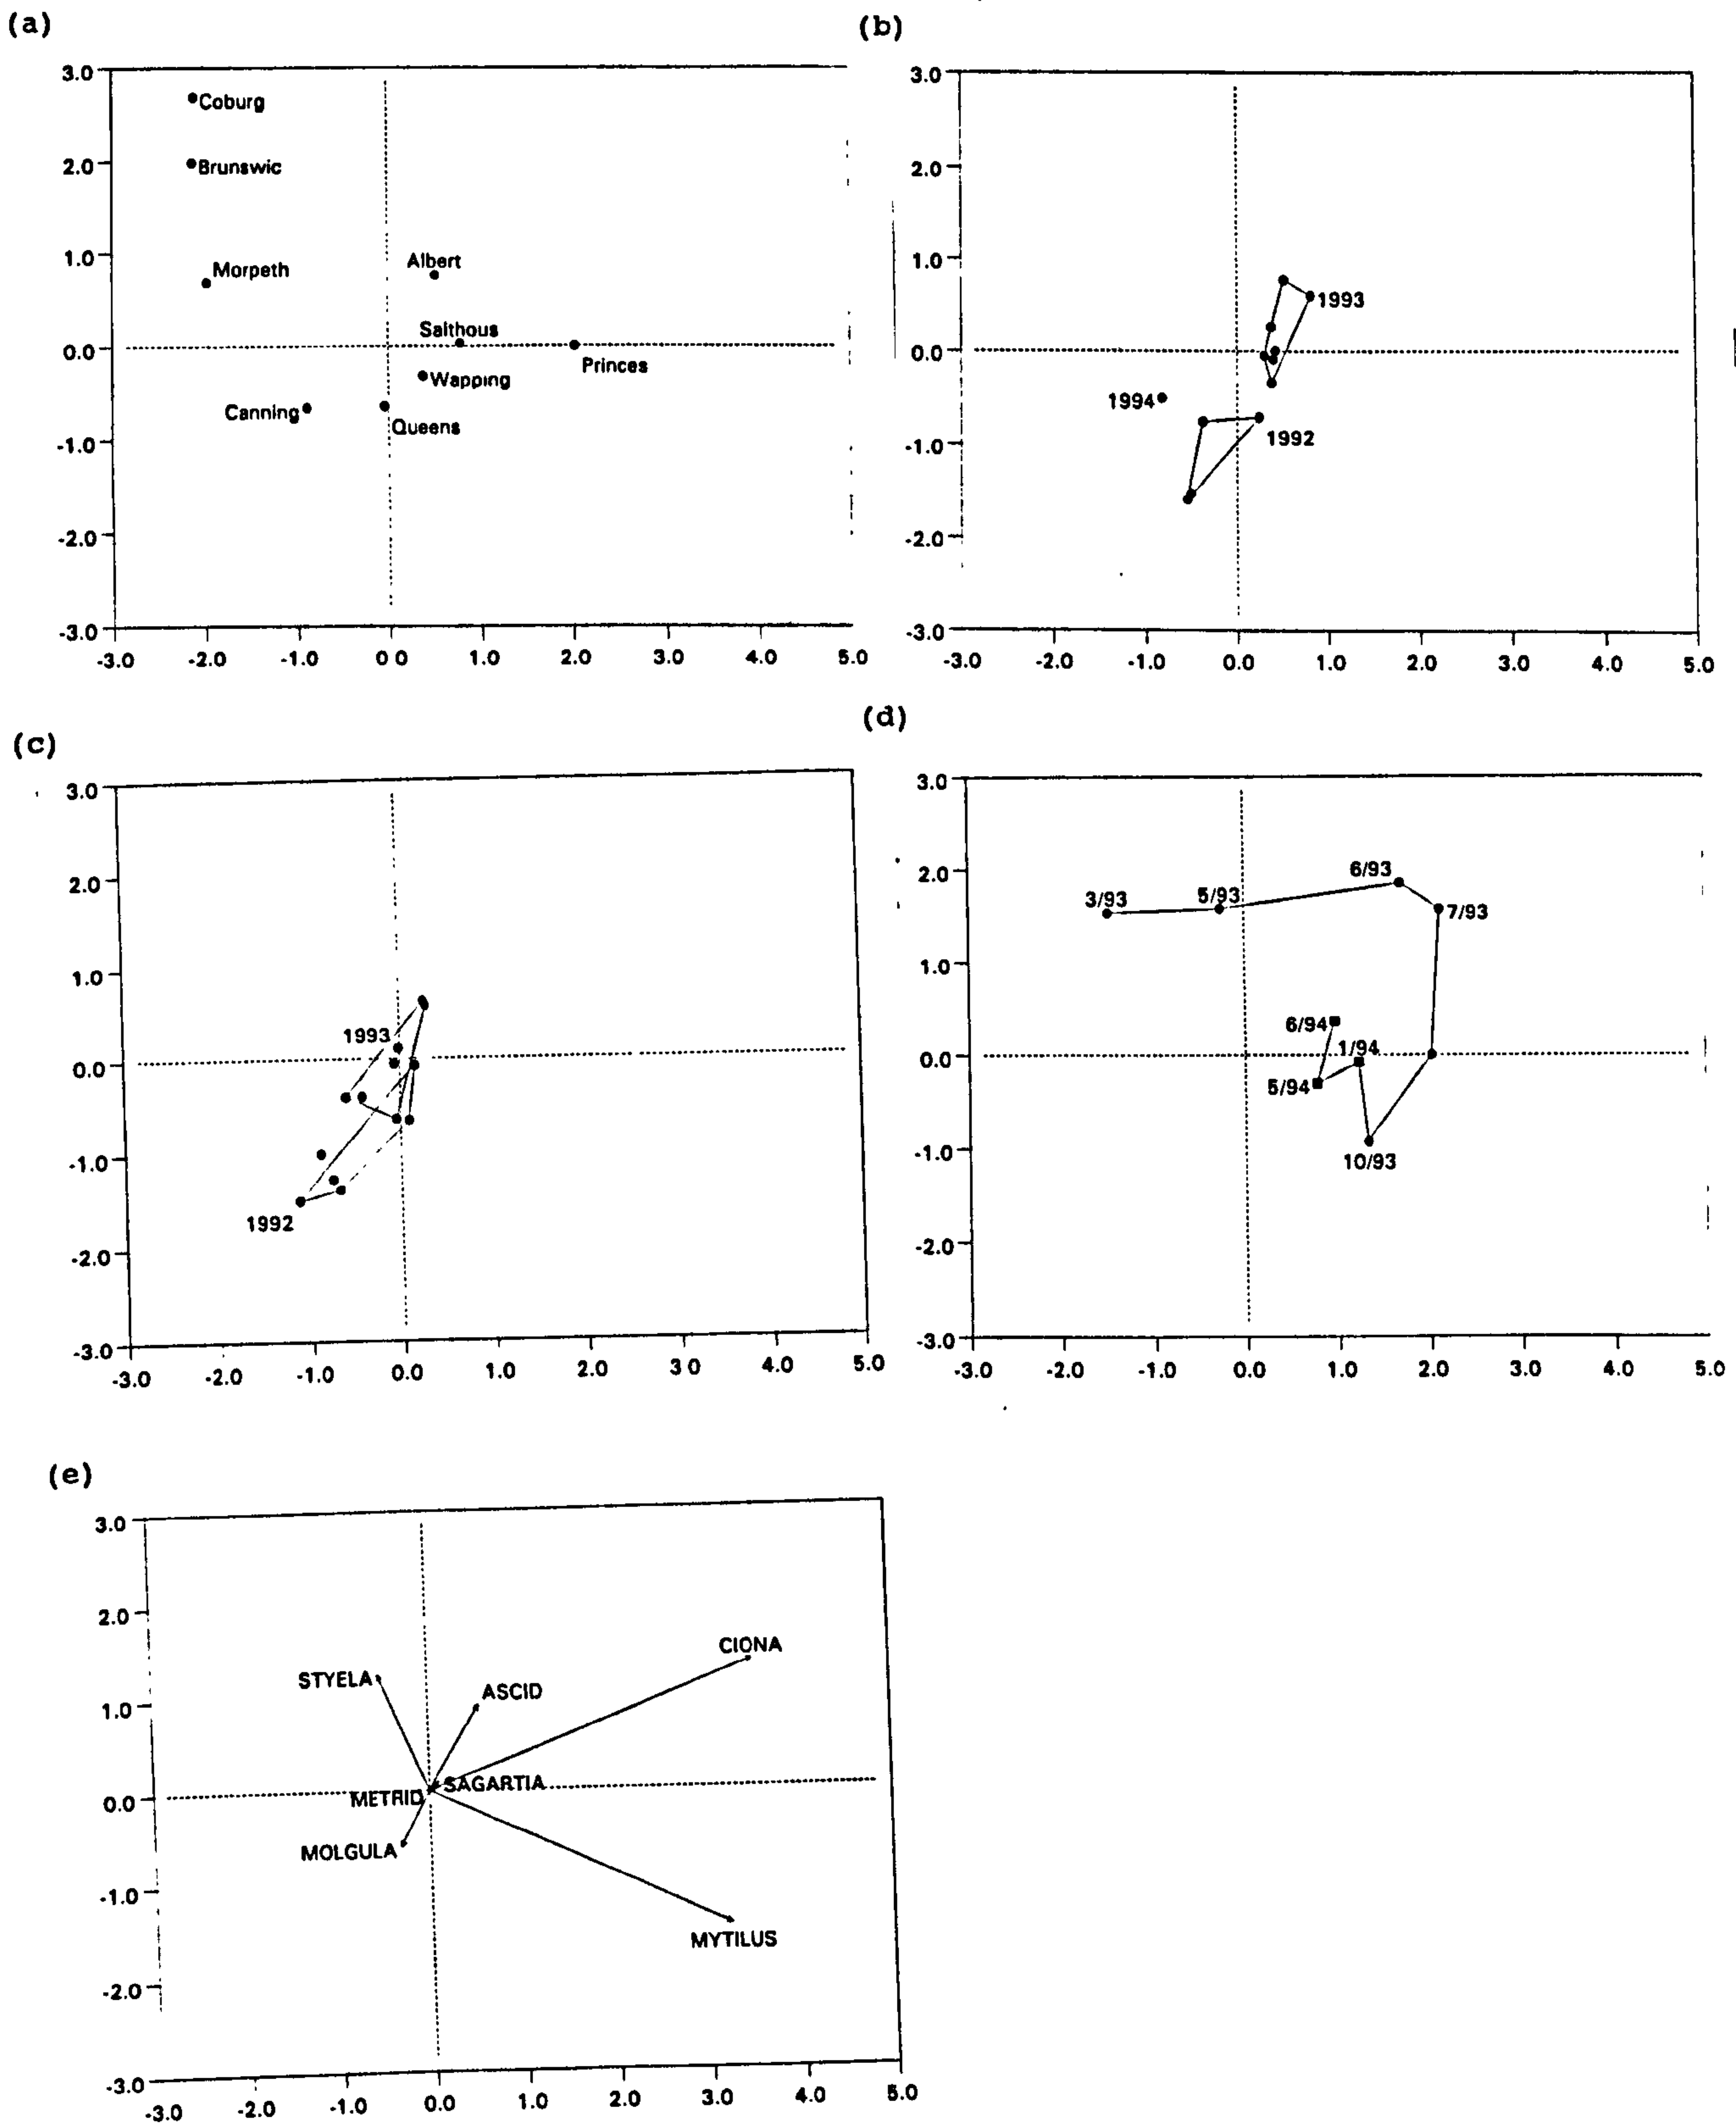 (a)
3.0
2.0
1.0
0.0
-1.0
-2.0
-3.0
Coburg
Brunswic
Morpeth
Albert
Salthous
Princes
Wapping
Canning
Queens
-3.0 -2.0 -1.0 0 0 1.0 2.0 3.0 4.0 5.0
(b)
3.0
2.0
1.0
0.0
-1.0
-2.0
-3.0
1993
1994
1992
-3.0 -2.0 -1.0 0.0 1.0 2.0 3.0 4.0 5.0
(c)
3.0
2.0
1.0
0.0
-1.0
-2.0
-3.0
1993
1992
-3.0 -2.0 -1.0 0.0 1.0 2.0 3 0 4.0 5.0
(d)
3.0
2.0
1.0
0.0
-1.0
-2.0
-3.0
3/93
5/93
6/93
7/93
6/94
1/94
5/94
10/93
-3.0 -2.0 -1.0 0.0 1.0 2.0 3.0 4.0 5.0
(e)
3.0
2.0
1.0
0.0
-1.0
-2.0
-3.0
CIONA
STYELA
ASCID
SAGARTIA
METRID
MOLGULA
MYTILUS
-3.0 -2.0 -1.0 0.0 1.0 2.0 3.0 4.0 5.0